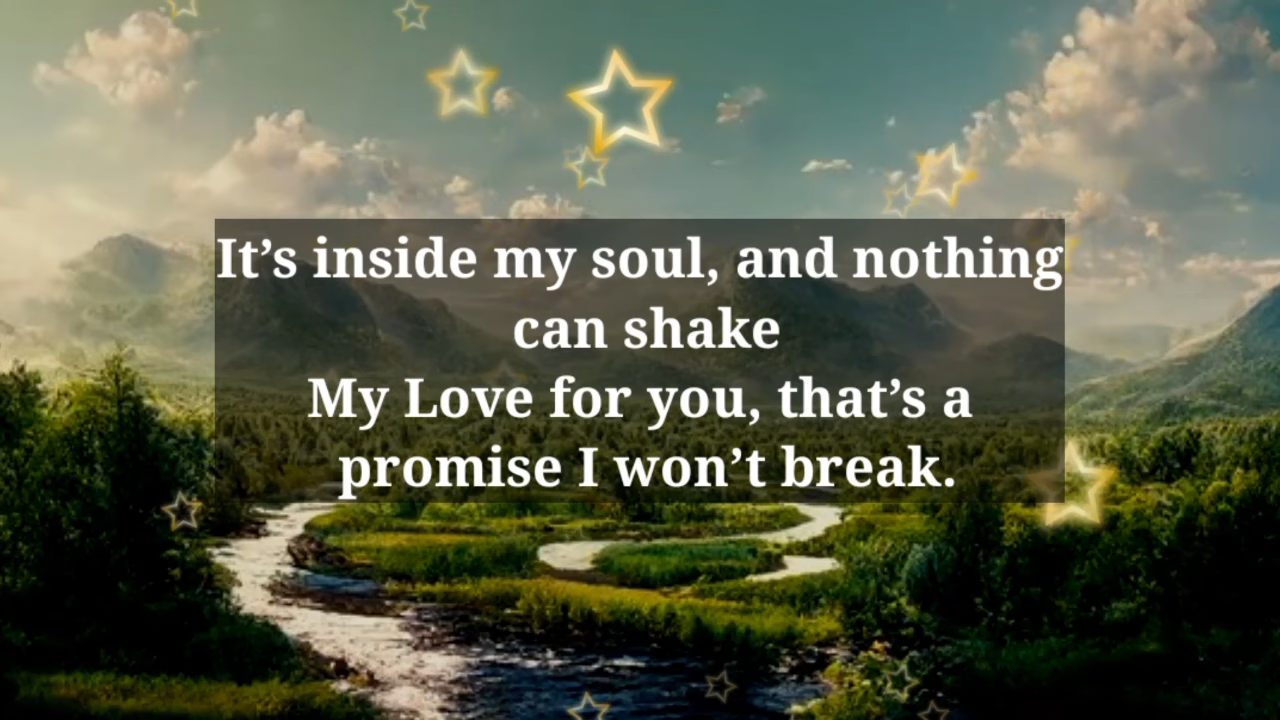 It’s inside my soul, and nothing
can shake
My Love for you, that’s a
promise I won’t break.